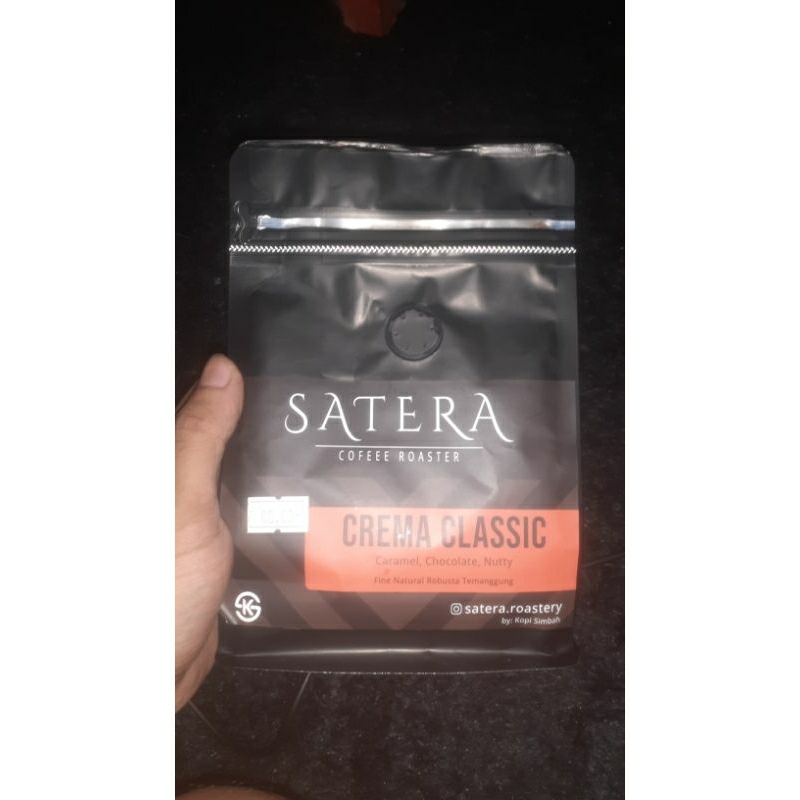 SATERA
COFEEE ROASTER
CREMA CLASSIC
Caramel, Chocolate, Nutty
Fine Natural Robusta Temanggung
satera.roastery
by: Kopi Simbah